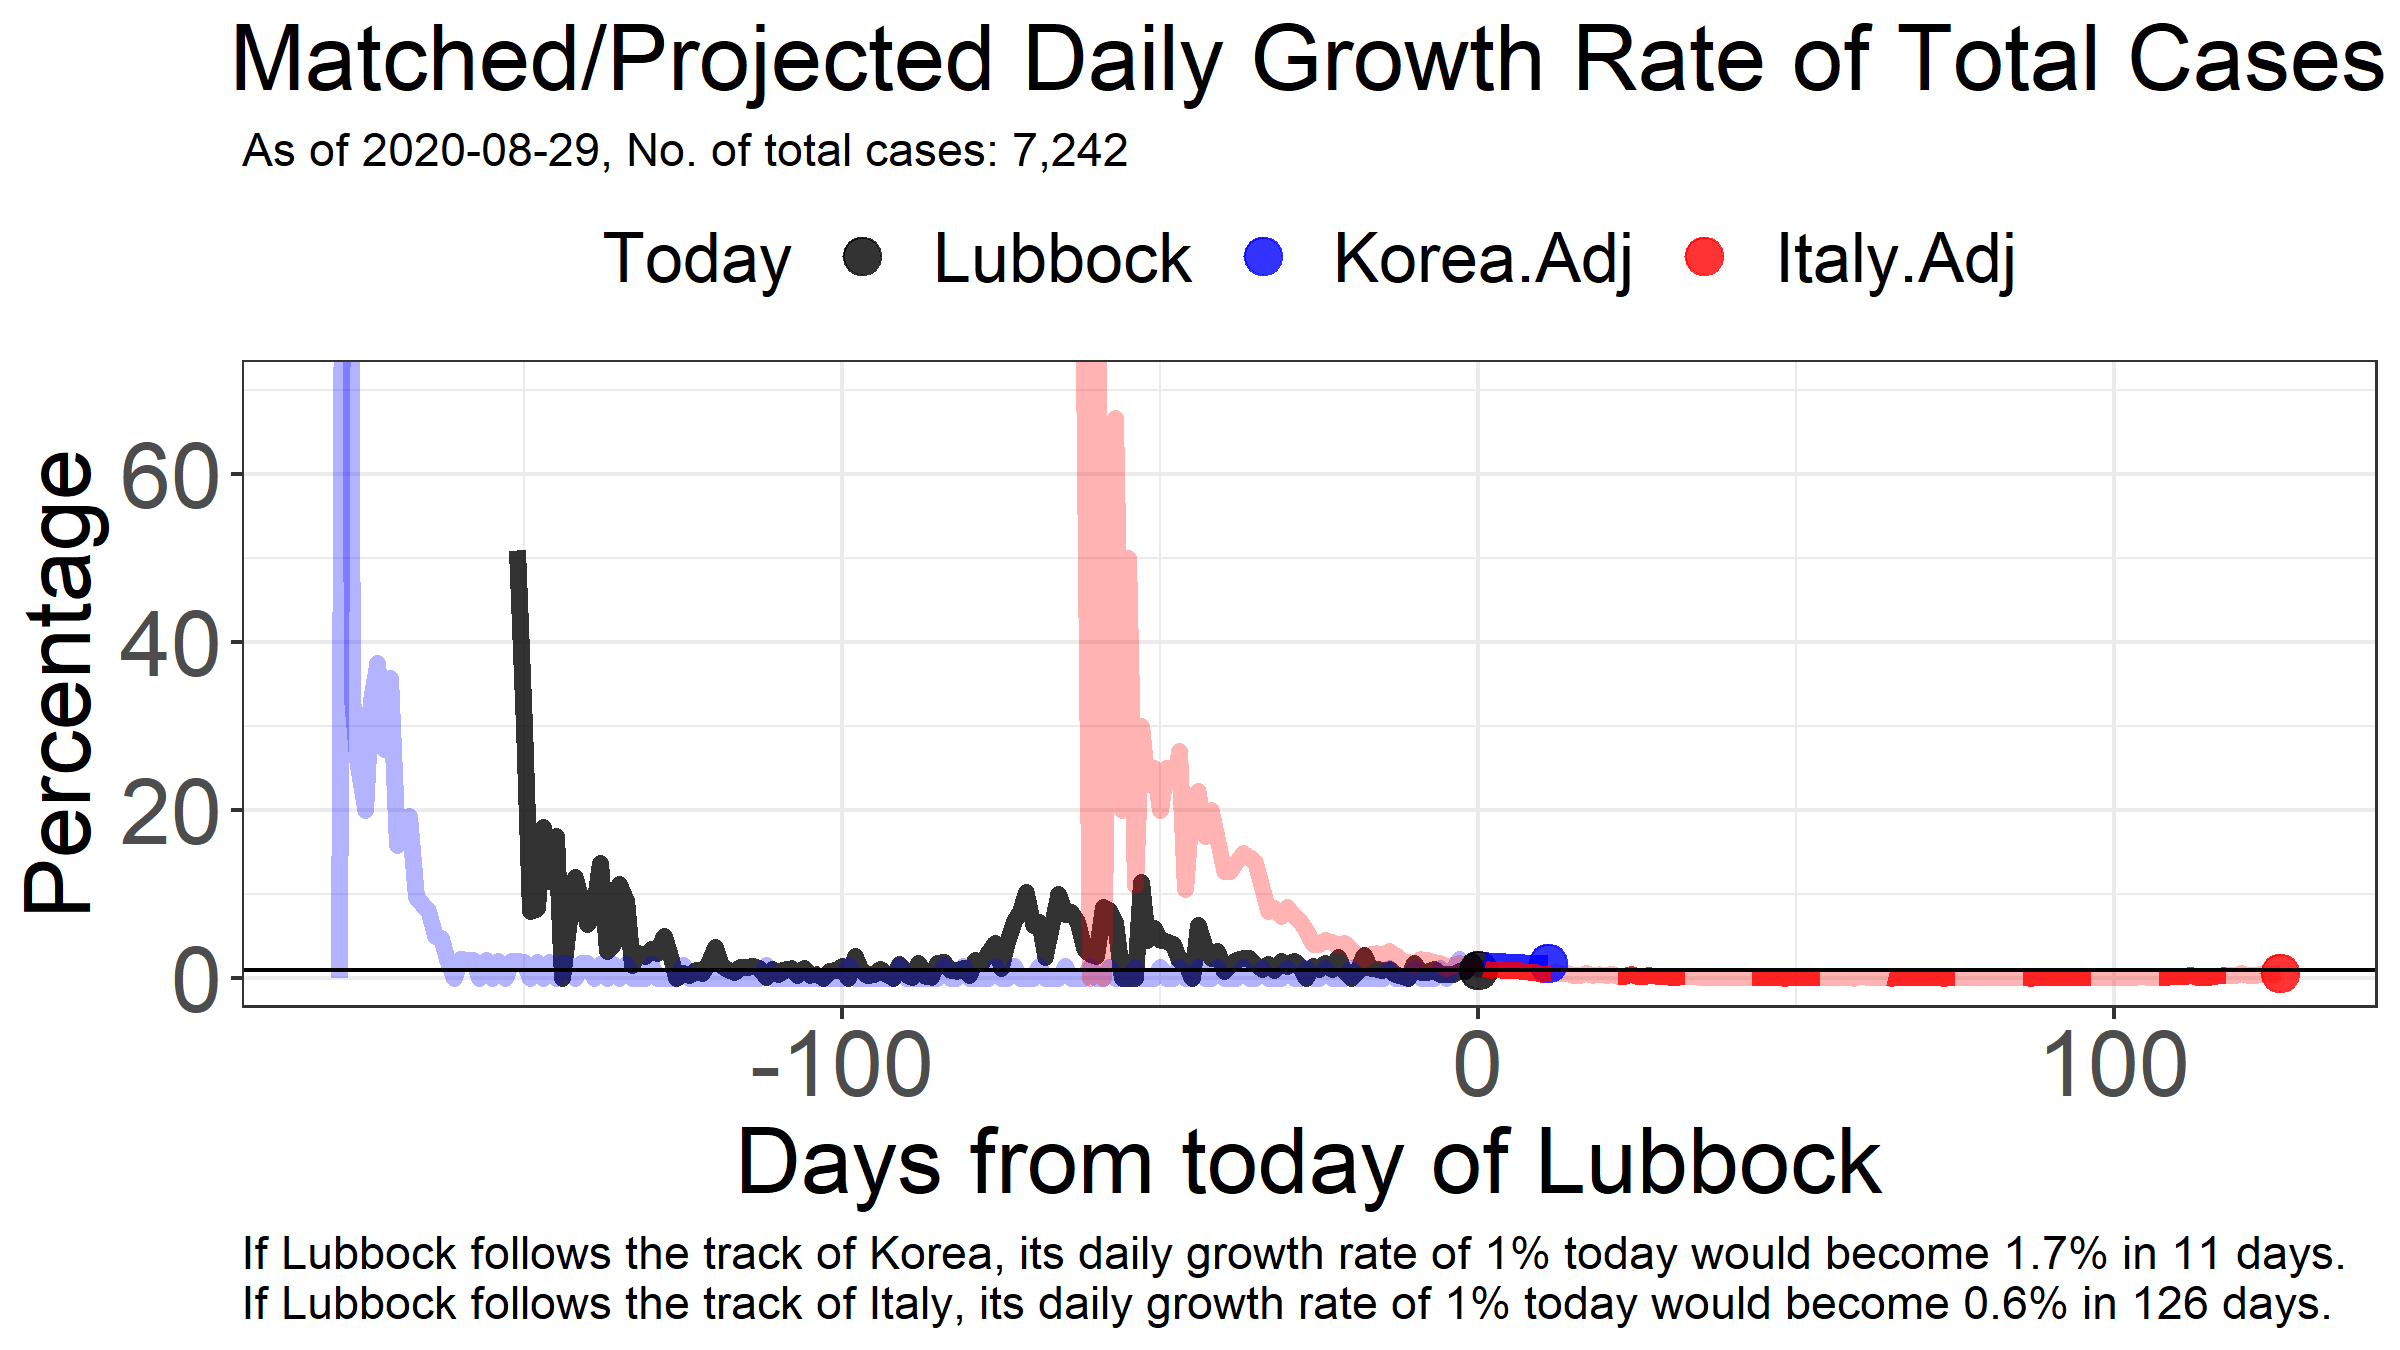 Matched/Projected Daily Growth Rate of Total Cases
As of 2020-08-29, No. of total cases: 7,242
Today Lubbock Korea.Adj Italy.Adj
Percentage
60
40
20
0
-100 0 100
Days from today of Lubbock
If Lubbock follows the track of Korea, its daily growth rate of 1% today would become 1.7% in 11 days.
If Lubbock follows the track of Italy, its daily growth rate of 1% today would become 0.6% in 126 days.